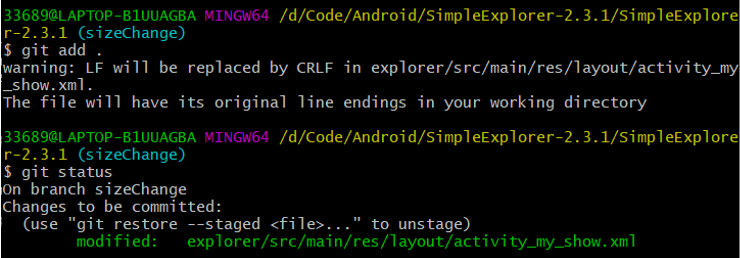 33689@LAPTOP-B1UUAGBA MINGW64 /d/Code/Android/SimpleExplorer-2.3.1/SimpleExplore
r-2.3.1 (sizeChange)
$ git add .
warning: LF will be replaced by CRLF in explorer/src/main/res/layout/activity_my
_show.xml.
The file will have its original line endings in your working directory
33689@LAPTOP-B1UUAGBA MINGW64 /d/Code/Android/SimpleExplorer-2.3.1/SimpleExplore
r-2.3.1 (sizeChange)
$ git status
On branch sizeChange
Changes to be committed:
  (use "git restore --staged <file>..." to unstage)
        modified:   explorer/src/main/res/layout/activity_my_show.xml